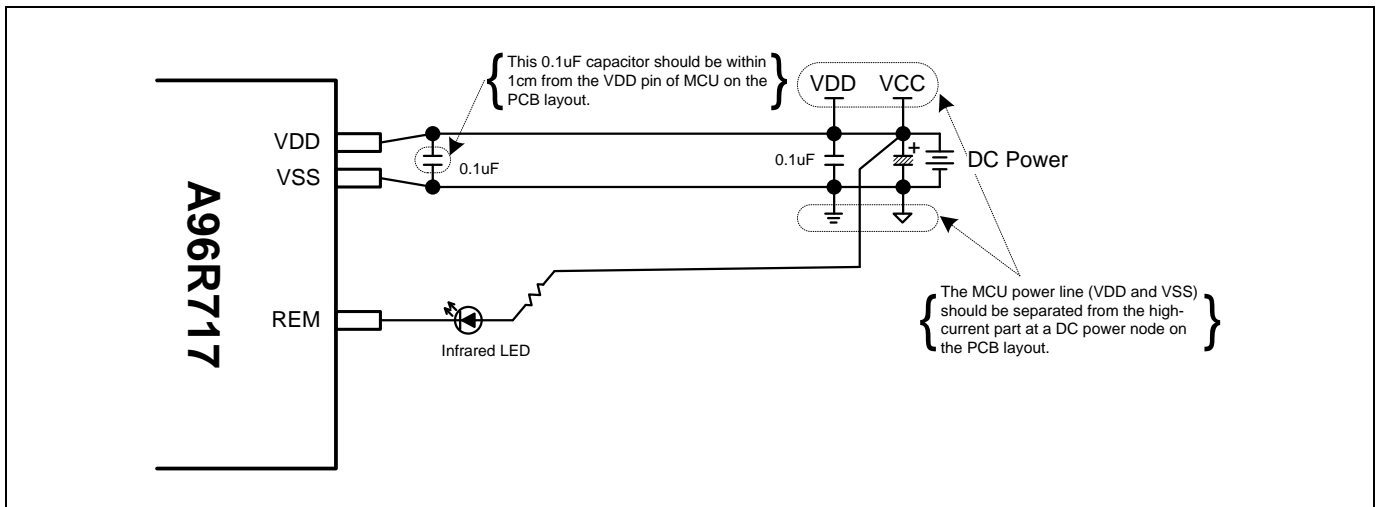 This 0.1uF capacitor should be within
1cm from the VDD pin of MCU on the
PCB layout.
VDD VCC
VDD
0.1uF
0.1uF
+
DC Power
VSS
A96R717
REM
Infrared LED
The MCU power line (VDD and VSS)
should be separated from the high-
current part at a DC power node on
the PCB layout.